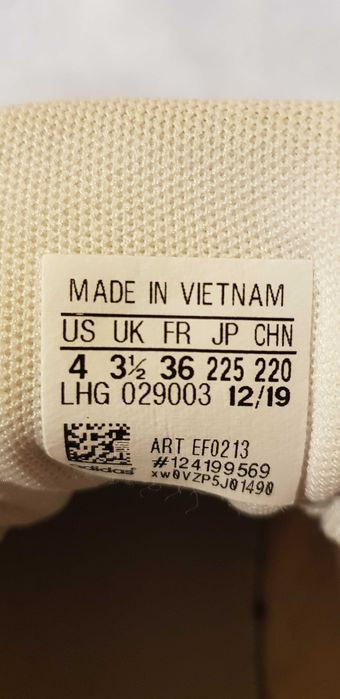 MADE IN VIETNAM
US UK FR JP CHN
4 3½ 36 225 220
LHG 029003 12/19
ART EF0213
adidas #124199569
xw0VZP5J01490